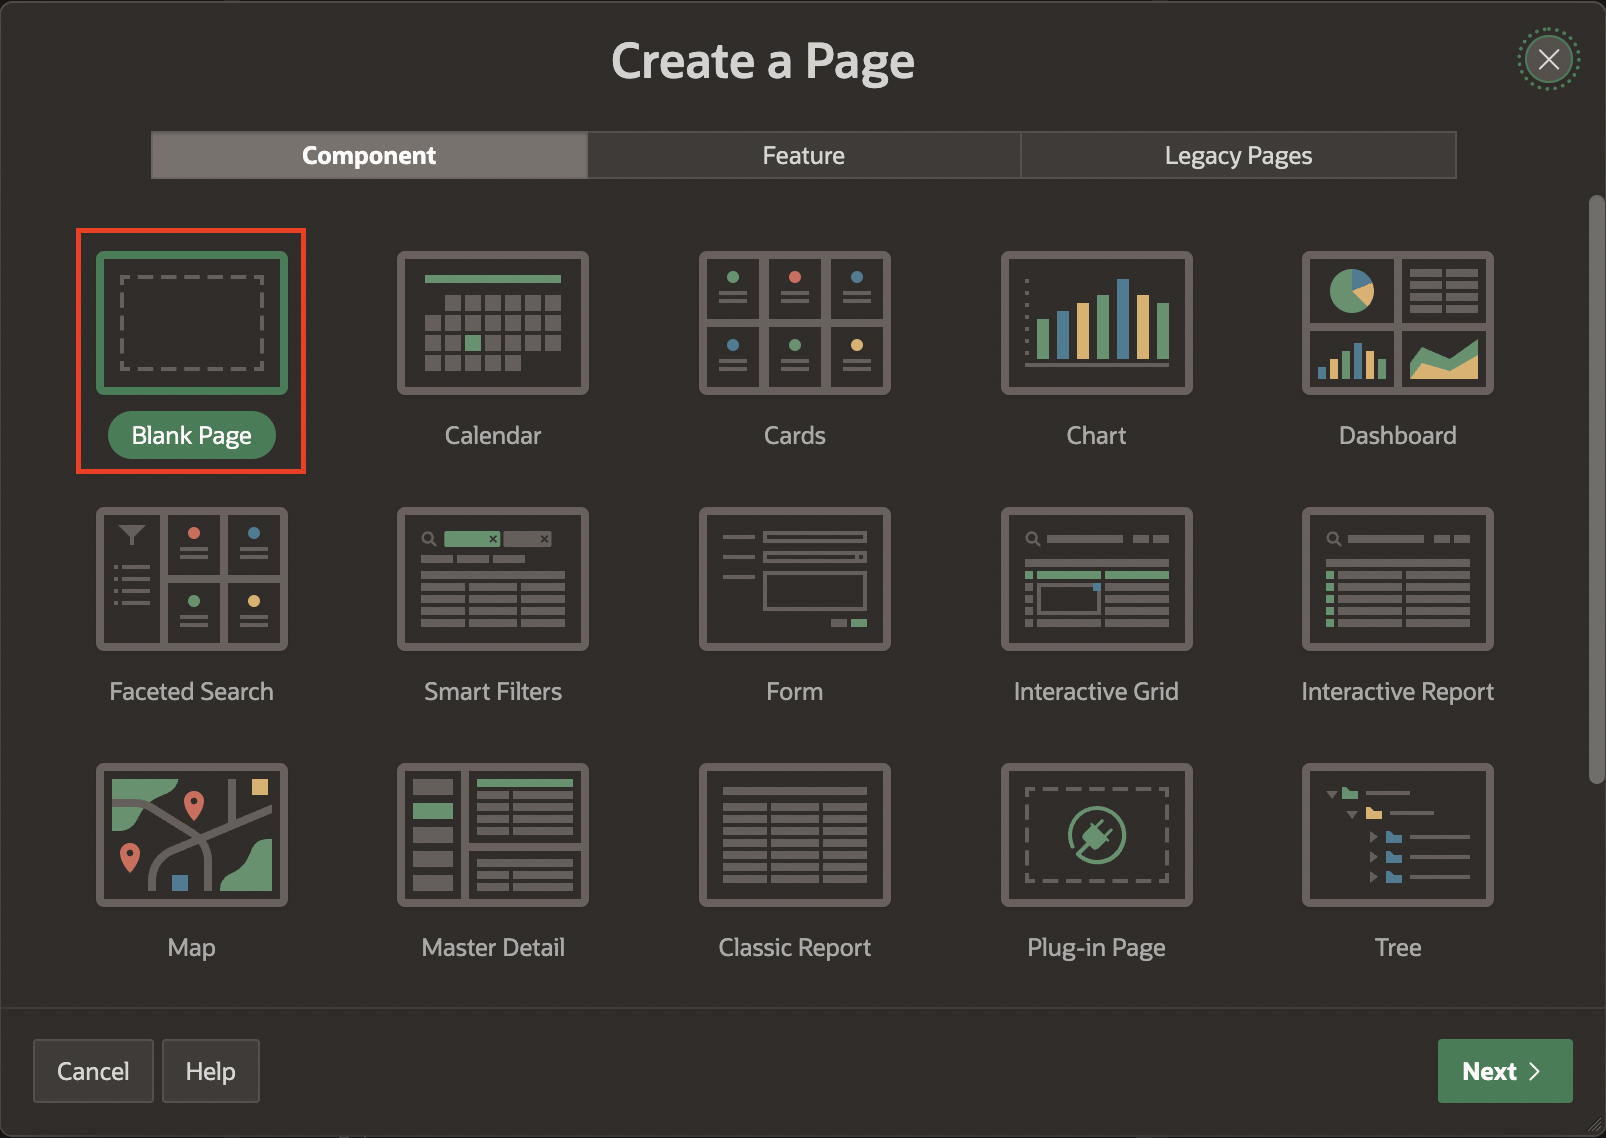 Create a Page
Component
Feature
Legacy Pages
Blank Page
Calendar
Cards
Chart
Dashboard
Faceted Search
Smart Filters
Form
Interactive Grid
Interactive Report
Map
Master Detail
Classic Report
Plug-in Page
Tree
Cancel
Help
Next